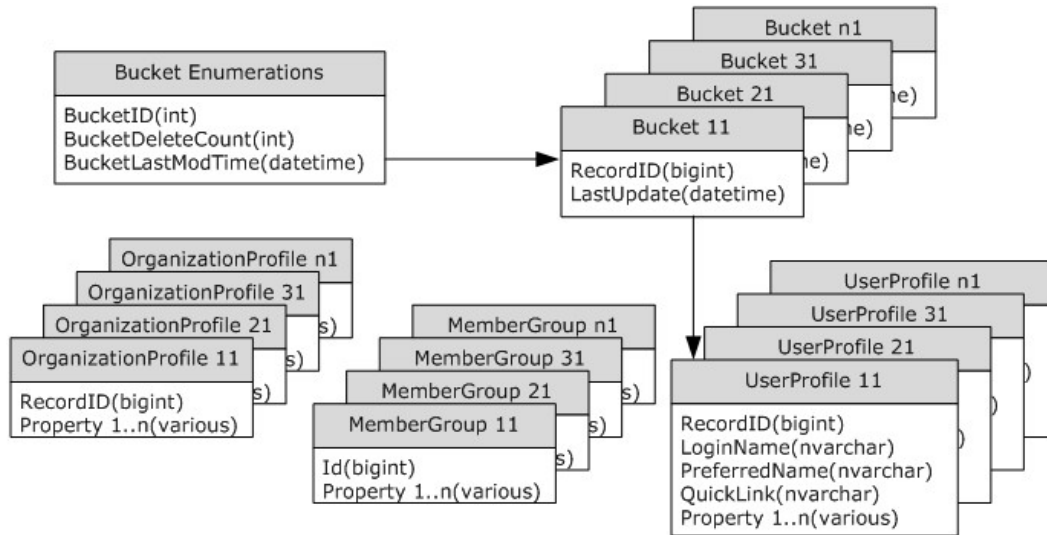 Bucket Enumerations
BucketID(int)
BucketDeleteCount(int)
BucketLastModTime(datetime)
Bucket n1
Bucket 31
Bucket 21
Bucket 11
RecordID(bigint)
LastUpdate(datetime)
OrganizationProfile n1
OrganizationProfile 31
OrganizationProfile 21
OrganizationProfile 11
RecordID(bigint)
Property 1..n(various)
MemberGroup n1
MemberGroup 31
MemberGroup 21
MemberGroup 11
Id(bigint)
Property 1..n(various)
UserProfile n1
UserProfile 31
UserProfile 21
UserProfile 11
RecordID(bigint)
LoginName(nvarchar)
PreferredName(nvarchar)
QuickLink(nvarchar)
Property 1..n(various)